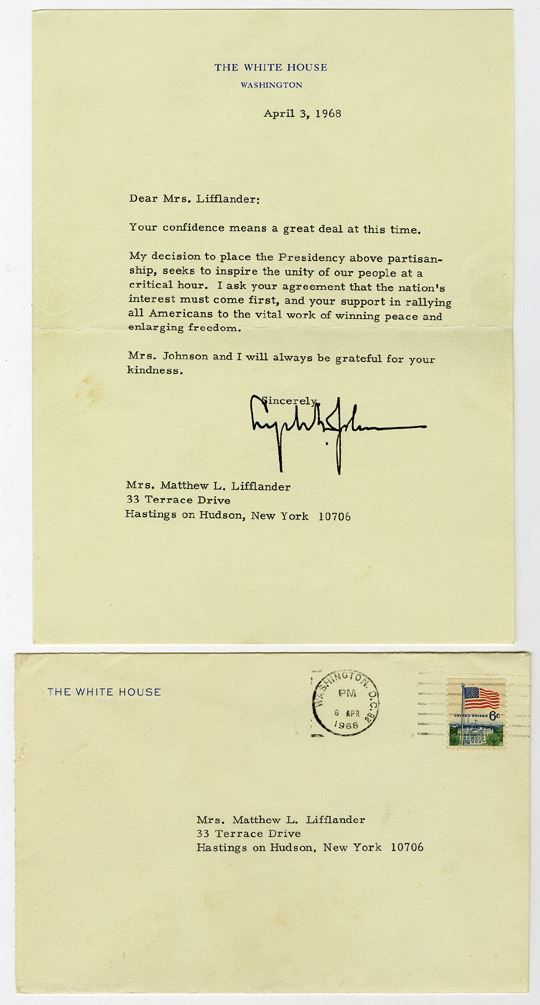 THE WHITE HOUSE
WASHINGTON
April 3, 1968
Dear Mrs. Lifflander:
Your confidence means a great deal at this time.
My decision to place the Presidency above partisan-
ship, seeks to inspire the unity of our people at a
critical hour. I ask your agreement that the nation's
interest must come first, and your support in rallying
all Americans to the vital work of winning peace and
enlarging freedom.
Mrs. Johnson and I will always be grateful for your
kindness.
Sincerely,
Mrs. Matthew L. Lifflander
33 Terrace Drive
Hastings on Hudson, New York 10706
THE WHITE HOUSE
WASHINGTON, D.C.
PM
6 APR
1968
6c
Mrs. Matthew L. Lifflander
33 Terrace Drive
Hastings on Hudson, New York 10706